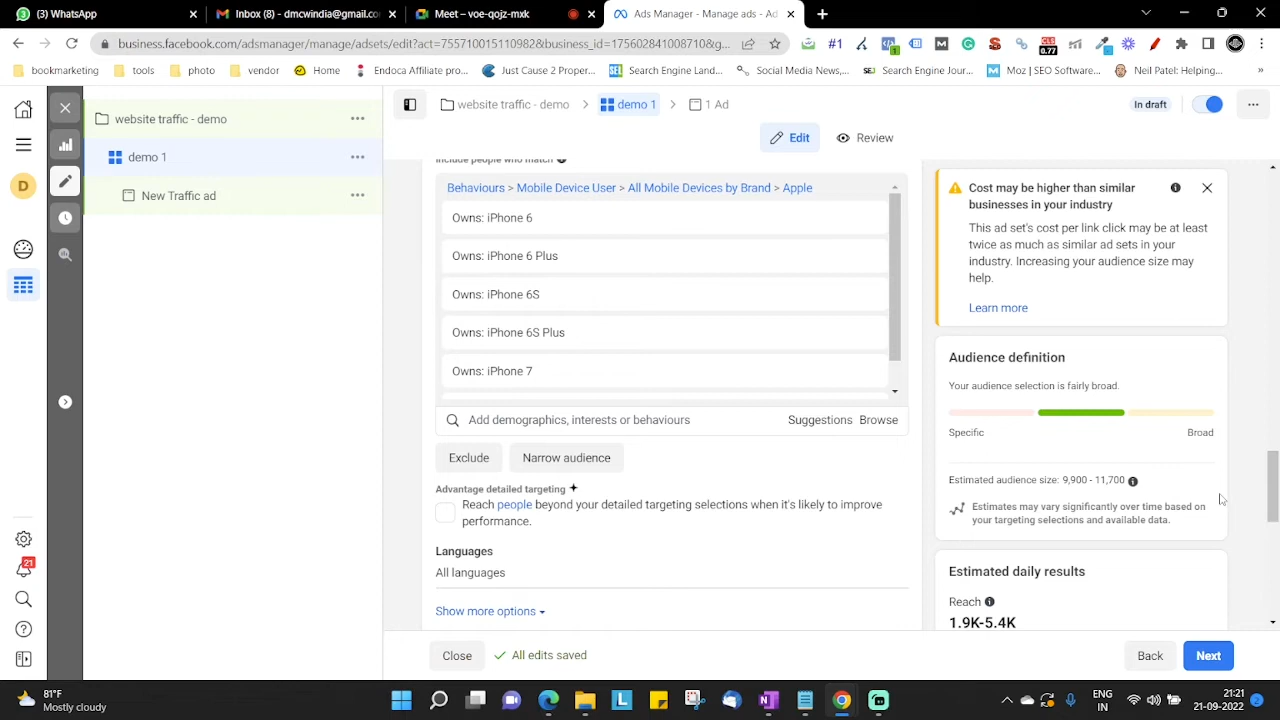 WhatsApp
Inbox (8) - dmcwindia@gmail.co
Meet – voe-qojz-mxk
Ads Manager - Manage ads - Ad
business.facebook.com/adsmanager/manage/adsets/edit?act=755710015110982&business_id=175602841008710&g...
#1
0.77
bookmarketing
tools
photo
vendor
Home
Endoca Affiliate pro...
Just Cause 2 Proper...
Search Engine Land...
Social Media News,...
Search Engine Jour...
Moz | SEO Software...
Neil Patel: Helping...
»
website traffic - demo
demo 1
New Traffic ad
D
21
website traffic - demo
demo 1
1 Ad
In draft
Edit
Review
Include people who match
Behaviours > Mobile Device User > All Mobile Devices by Brand > Apple
Owns: iPhone 6
Owns: iPhone 6 Plus
Owns: iPhone 6S
Owns: iPhone 6S Plus
Owns: iPhone 7
Add demographics, interests or behaviours
Suggestions
Browse
Exclude
Narrow audience
Advantage detailed targeting
Reach people beyond your detailed targeting selections when it's likely to improve
performance.
Languages
All languages
Show more options
Cost may be higher than similar
businesses in your industry
This ad set's cost per link click may be at least
twice as much as similar ad sets in your
industry. Increasing your audience size may
help.
Learn more
Audience definition
Your audience selection is fairly broad.
Specific
Broad
Estimated audience size: 9,900 - 11,700
Estimates may vary significantly over time based on
your targeting selections and available data.
Estimated daily results
Reach
1.9K-5.4K
Close
All edits saved
Back
Next
81°F
Mostly cloudy
ENG
IN
21:21
21-09-2022
2